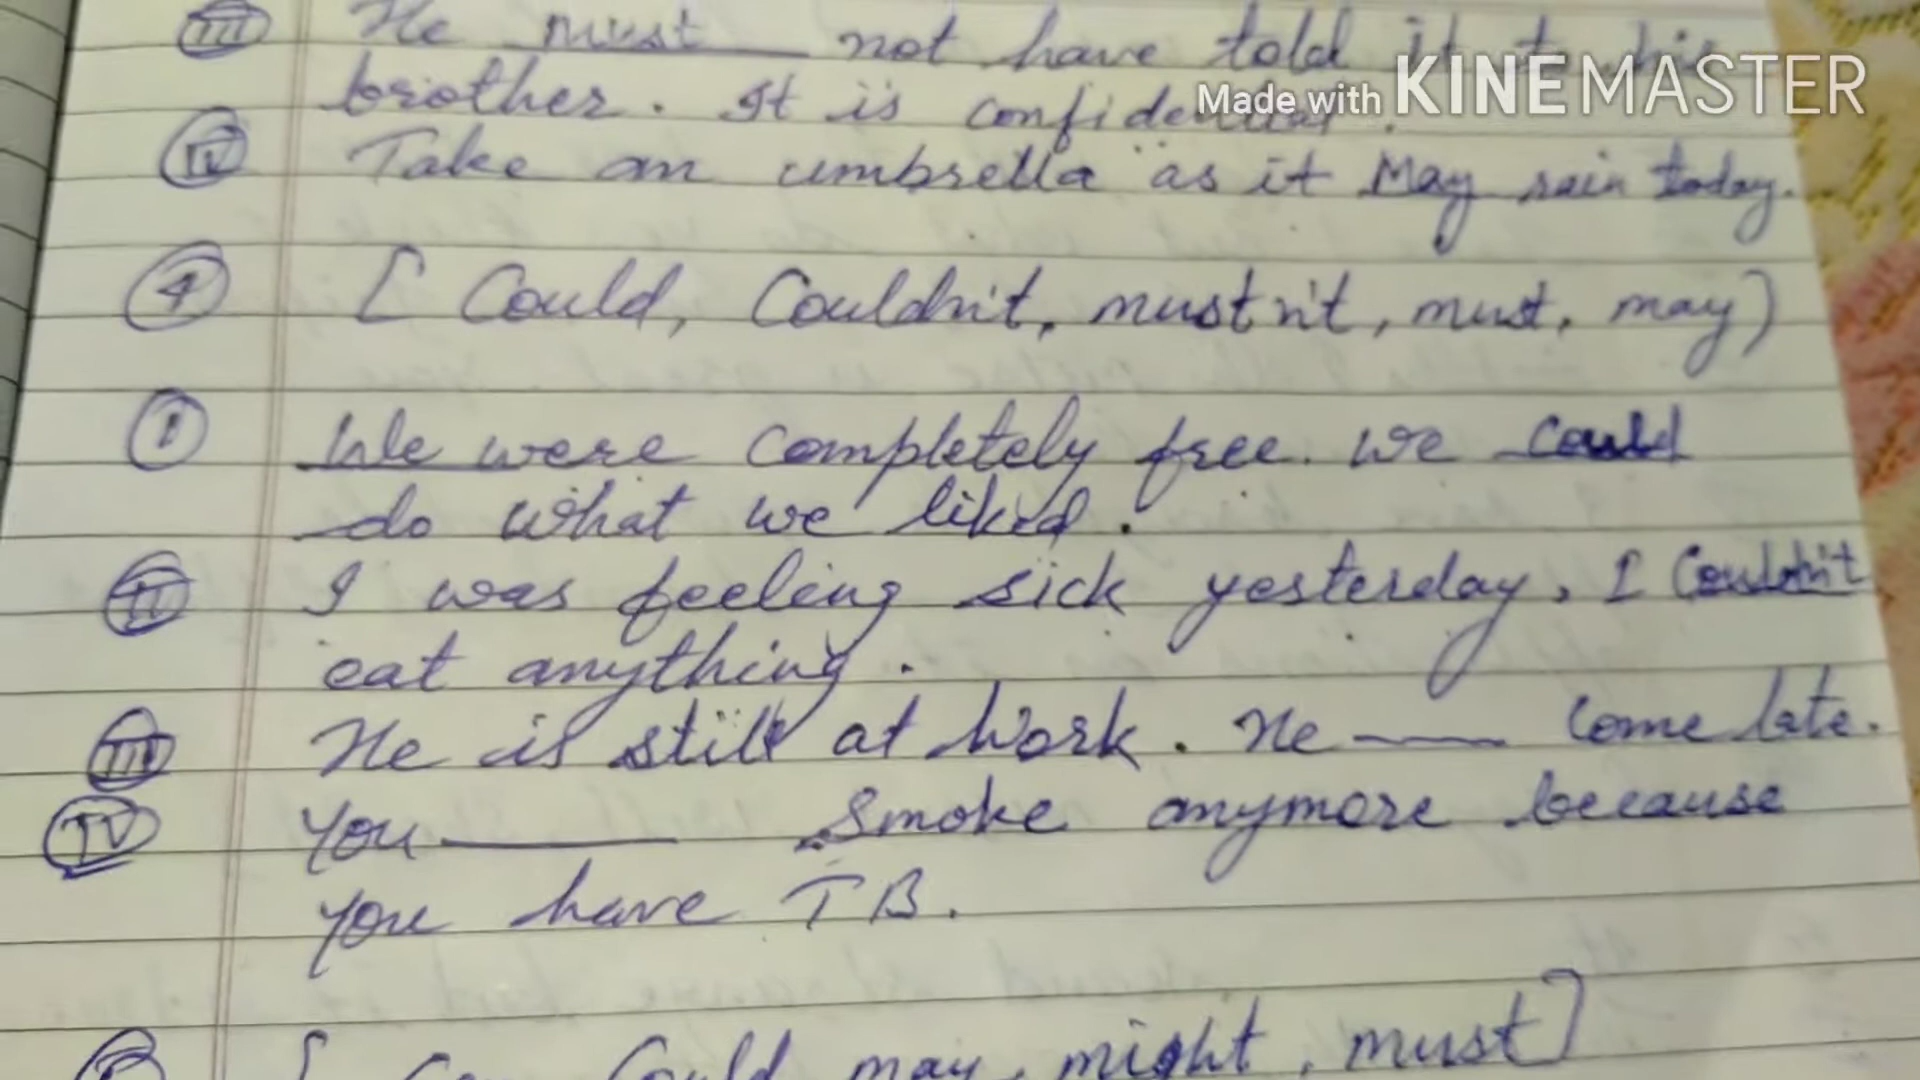 (III) He must not have told it to his
brother. It is confidential.
Made with KINEMASTER
(IV) Take an umbrella as it May rain today.
(4) [ Could, Couldn't, mustn't, must, may)
(I) We were completely free. we Could
do what we liked.
(II) I was feeling sick yesterday. I Couldn't
eat anything.
(III) He is still at work. He ___ Come late.
(IV) You ___ Smoke anymore because
you have TB.
Could may, might, must]